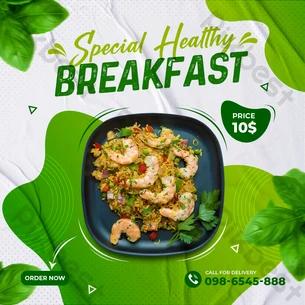 Special Healthy
BREAKFAST
PRICE
10$
ORDER NOW
CALL FOR DELIVERY
098-6545-888